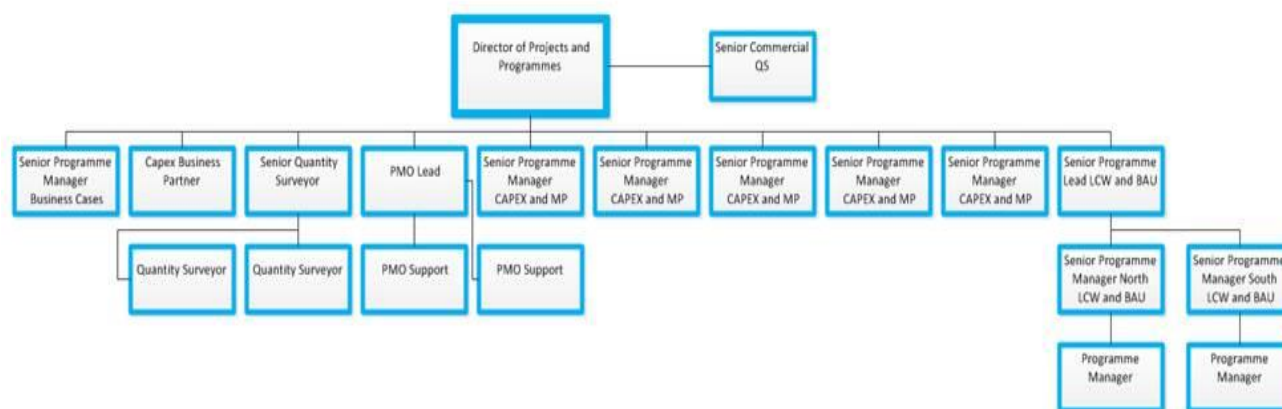 Director of Projects and
Programmes
Senior Commercial
QS
Senior Programme
Manager
Business Cases
Capex Business
Partner
Senior Quantity
Surveyor
PMO Lead
Senior Programme
Manager
CAPEX and MP
Senior Programme
Manager
CAPEX and MP
Senior Programme
Manager
CAPEX and MP
Senior Programme
Manager
CAPEX and MP
Senior Programme
Manager
CAPEX and MP
Senior Programme
Lead LCW and BAU
Quantity Surveyor
Quantity Surveyor
PMO Support
PMO Support
Senior Programme
Manager North
LCW and BAU
Senior Programme
Manager South
LCW and BAU
Programme
Manager
Programme
Manager